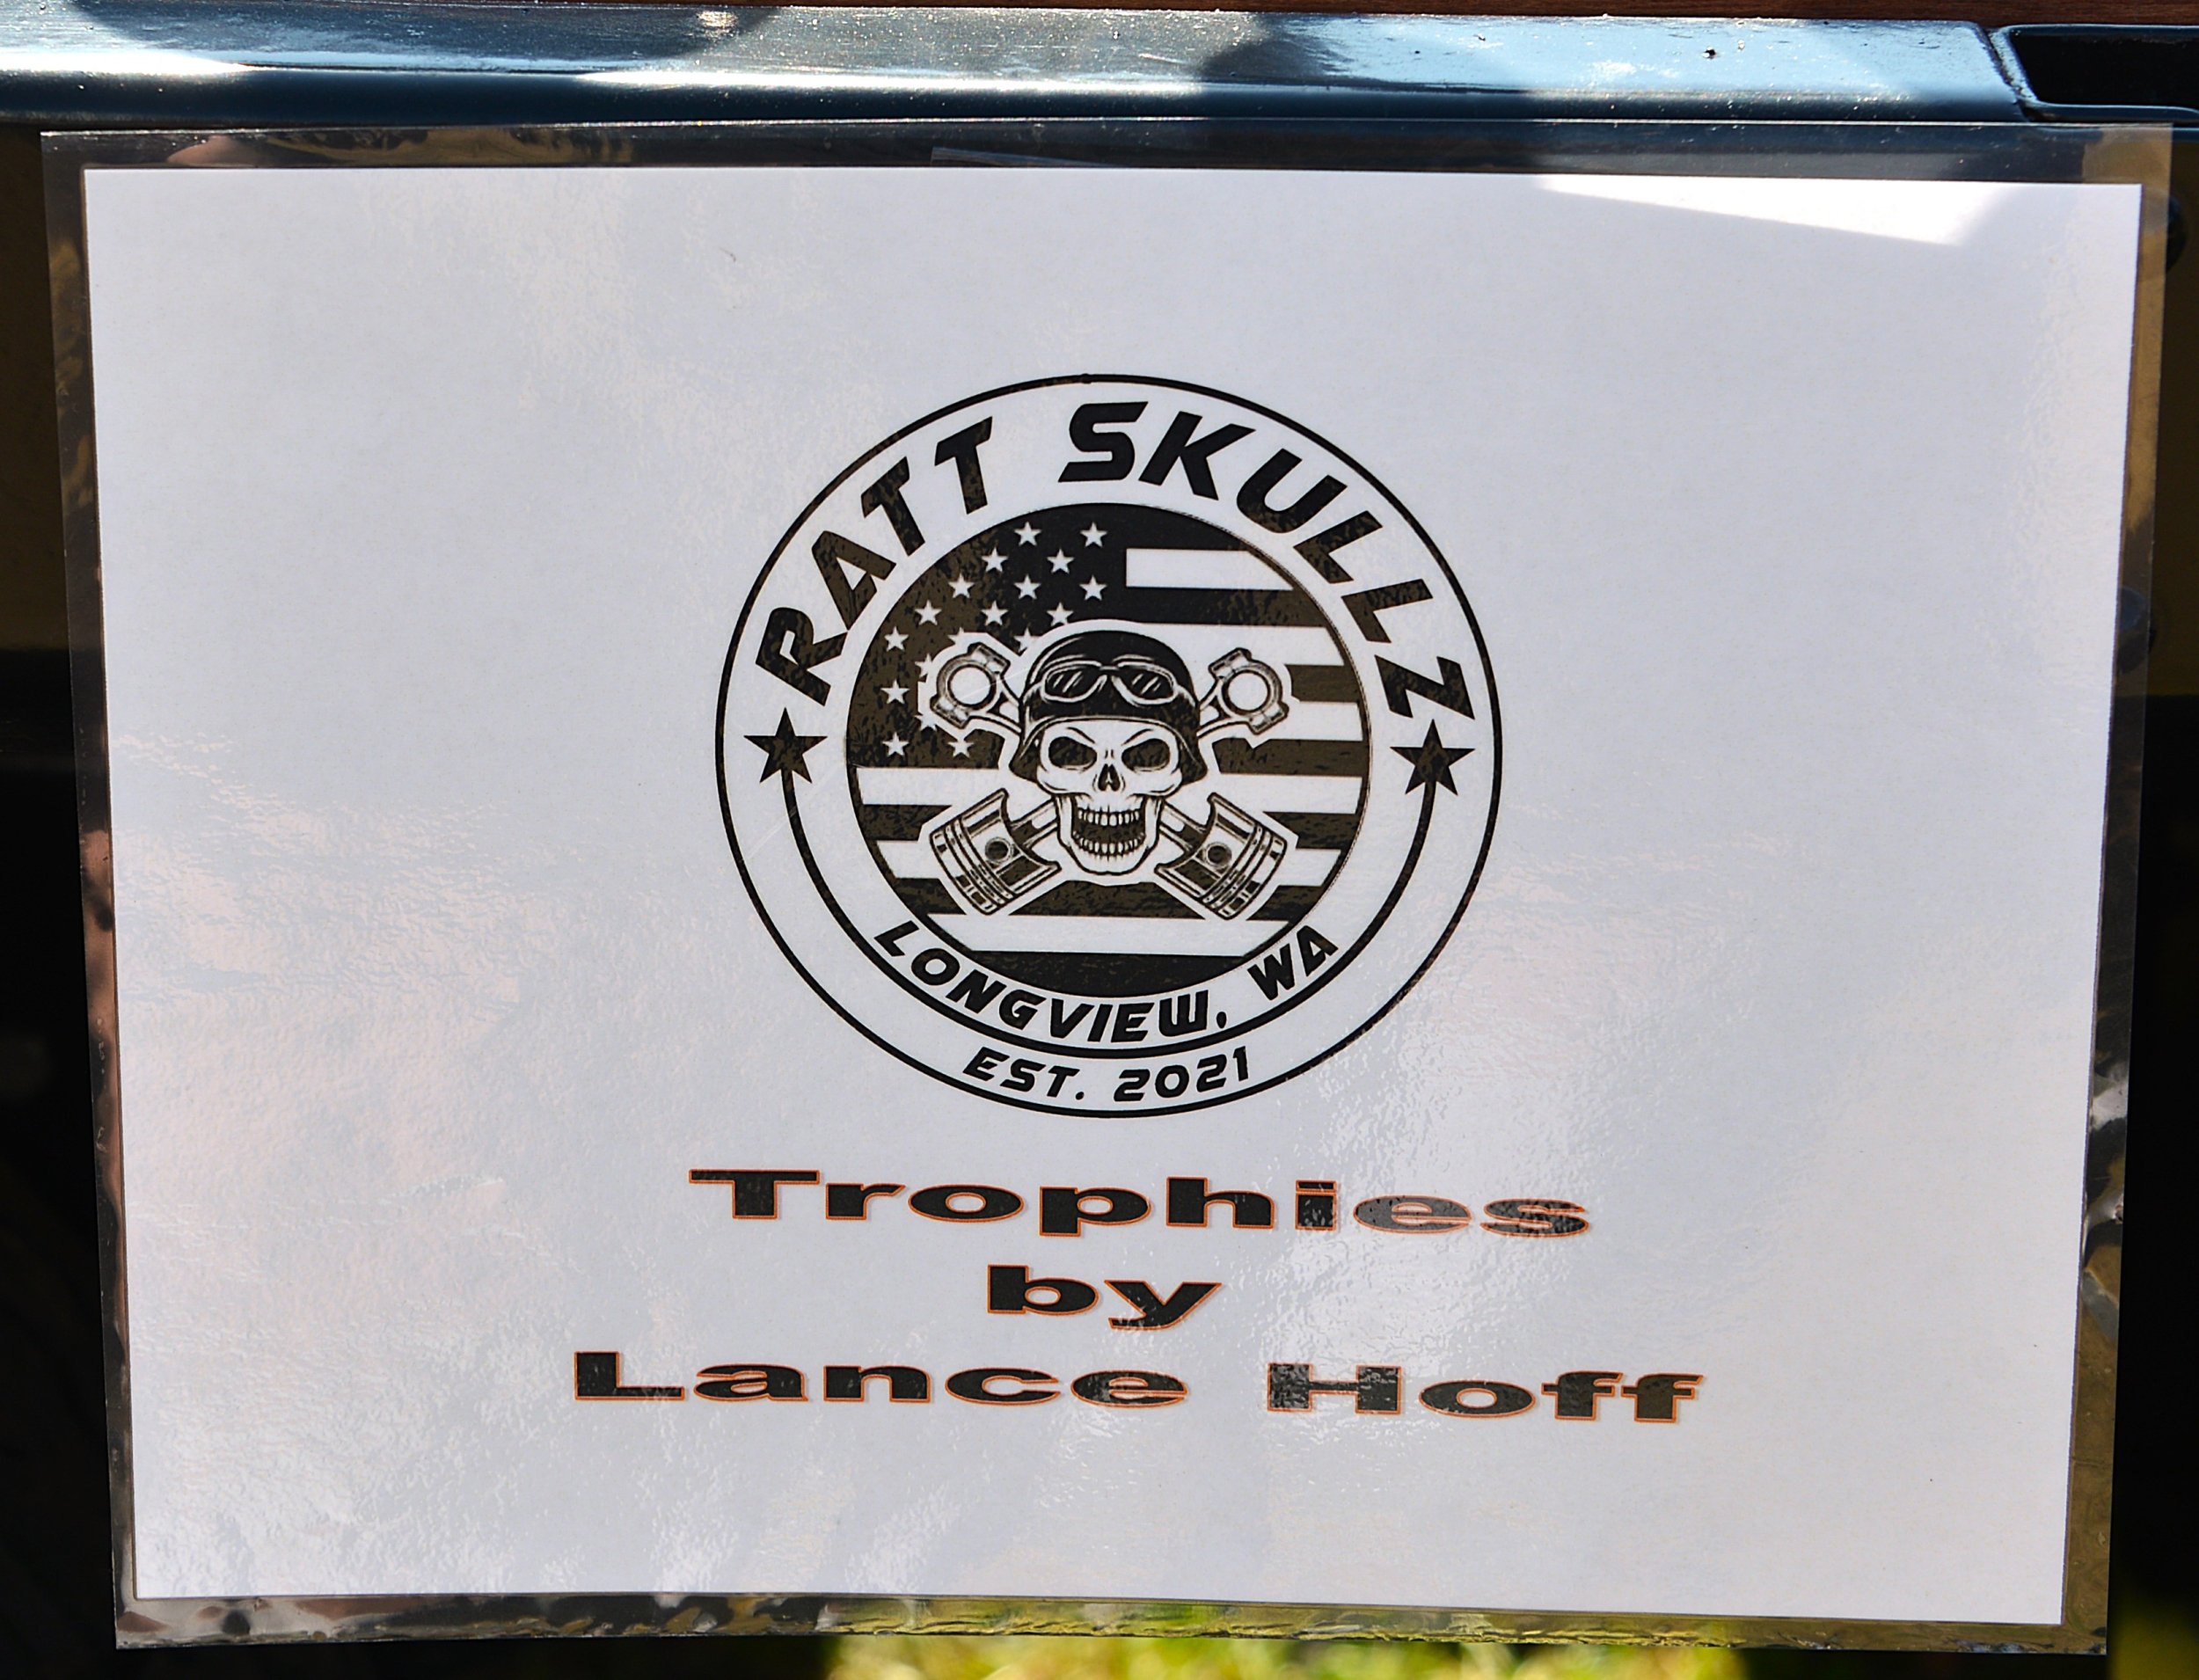 RATT SKULLZ
LONGVIEW, WA
EST. 2021
Trophies
by
Lance Hoff